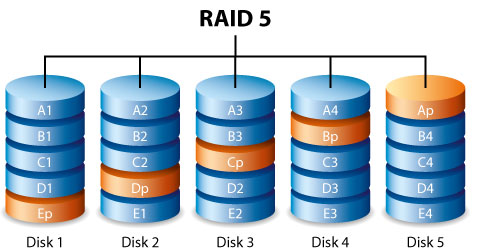 RAID 5
A1 A2 A3 A4 Ap
B1 B2 B3 Bp B4
C1 C2 Cp C3 C4
D1 Dp D2 D3 D4
Ep E1 E2 E3 E4
Disk 1 Disk 2 Disk 3 Disk 4 Disk 5